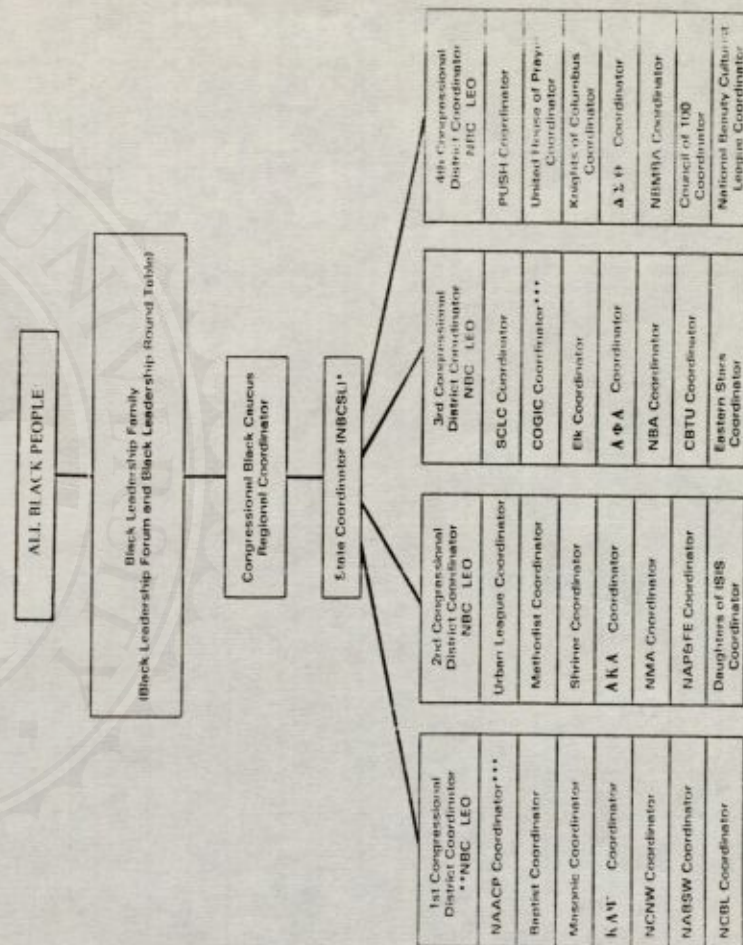 ALL BLACK PEOPLE
Black Leadership Family
(Black Leadership Forum and Black Leadership Round Table)
Congressional Black Caucus
Regional Coordinator
State Coordinator (NBCSL)*
1st Congressional
District Coordinator
**NBC LEO
NAACP Coordinator***
Baptist Coordinator
Masonic Coordinator
ΚΑΨ Coordinator
NCNW Coordinator
NABSW Coordinator
NCBL Coordinator
2nd Congressional
District Coordinator
NBC LEO
Urban League Coordinator
Methodist Coordinator
Shriner Coordinator
ΑΚΑ Coordinator
NMA Coordinator
NAP&FE Coordinator
Daughters of ISIS
Coordinator
3rd Congressional
District Coordinator
NBC LEO
SCLC Coordinator
COGIC Coordinator***
Elk Coordinator
ΑΦΑ Coordinator
NBA Coordinator
CBTU Coordinator
Eastern Stars
Coordinator
4th Congressional
District Coordinator
NBC LEO
PUSH Coordinator
United House of Prayer
Coordinator
Knights of Columbus
Coordinator
ΔΣΘ Coordinator
NBMBA Coordinator
Council of 100
Coordinator
National Beauty Culturist
League Coordinator